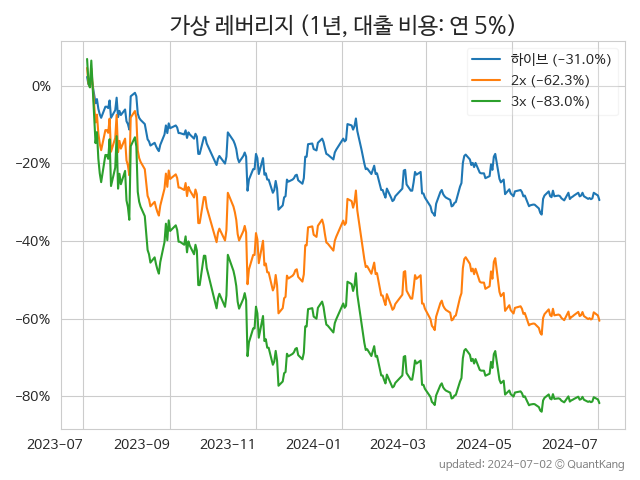 가상 레버리지 (1년, 대출 비용: 연 5%)
하이브 (−31.0%)
2x (−62.3%)
3x (−83.0%)
0%
−20%
−40%
−60%
−80%
2023-07 2023-09 2023-11 2024-01 2024-03 2024-05 2024-07
updated: 2024-07-02 © QuantKang